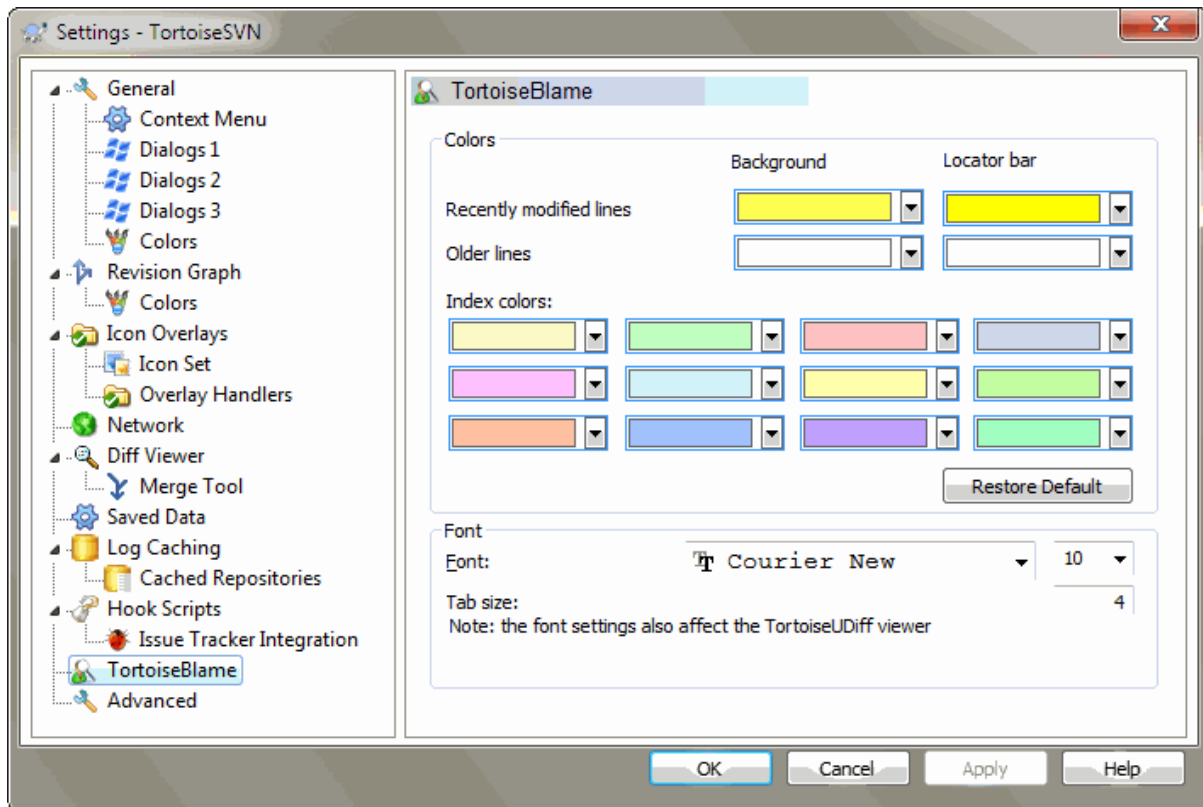 Settings - TortoiseSVN
General
Context Menu
Dialogs 1
Dialogs 2
Dialogs 3
Colors
Revision Graph
Colors
Icon Overlays
Icon Set
Overlay Handlers
Network
Diff Viewer
Merge Tool
Saved Data
Log Caching
Cached Repositories
Hook Scripts
Issue Tracker Integration
TortoiseBlame
Advanced
TortoiseBlame
Colors
Background Locator bar
Recently modified lines
Older lines
Index colors:
Restore Default
Font
Font: Courier New 10
Tab size: 4
Note: the font settings also affect the TortoiseUDiff viewer
OK Cancel Apply Help